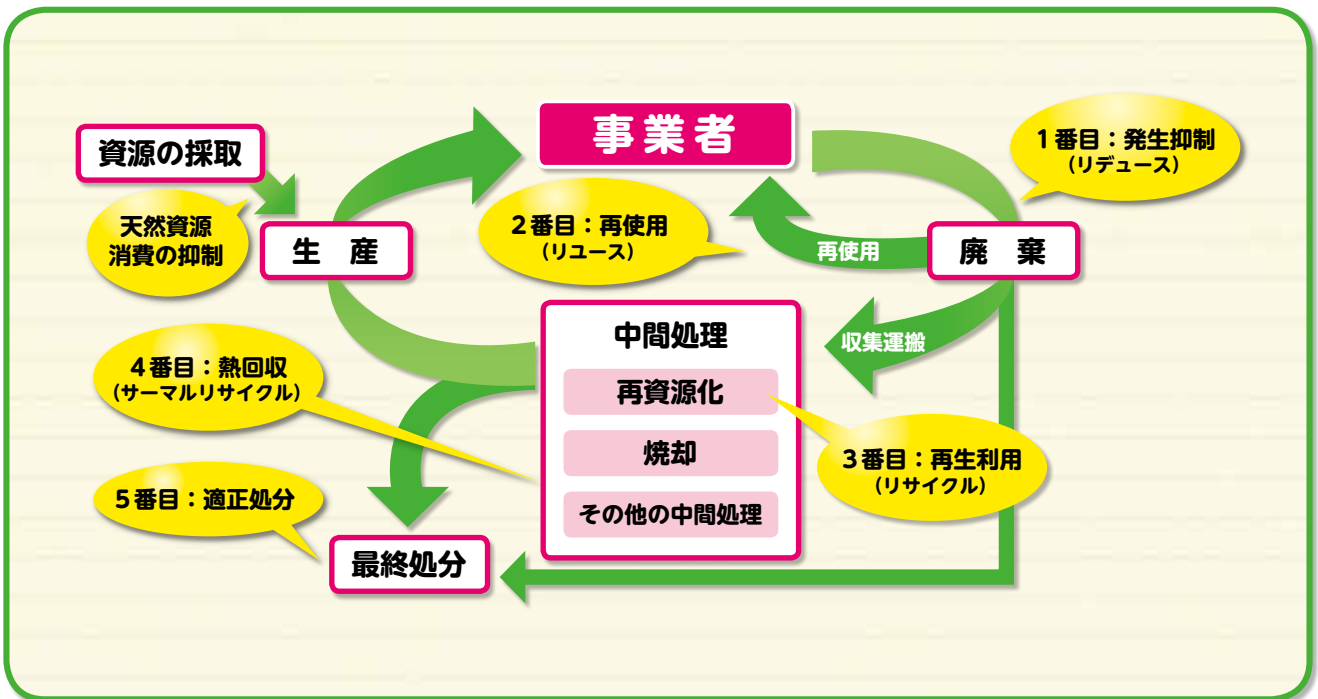 事業者
資源の採取
1番目：発生抑制
(リデュース)
天然資源
消費の抑制
生 産
2番目：再使用
(リユース)
再使用
廃 棄
中間処理
収集運搬
4番目：熱回収
(サーマルリサイクル)
再資源化
焼却
3番目：再生利用
(リサイクル)
5番目：適正処分
その他の中間処理
最終処分